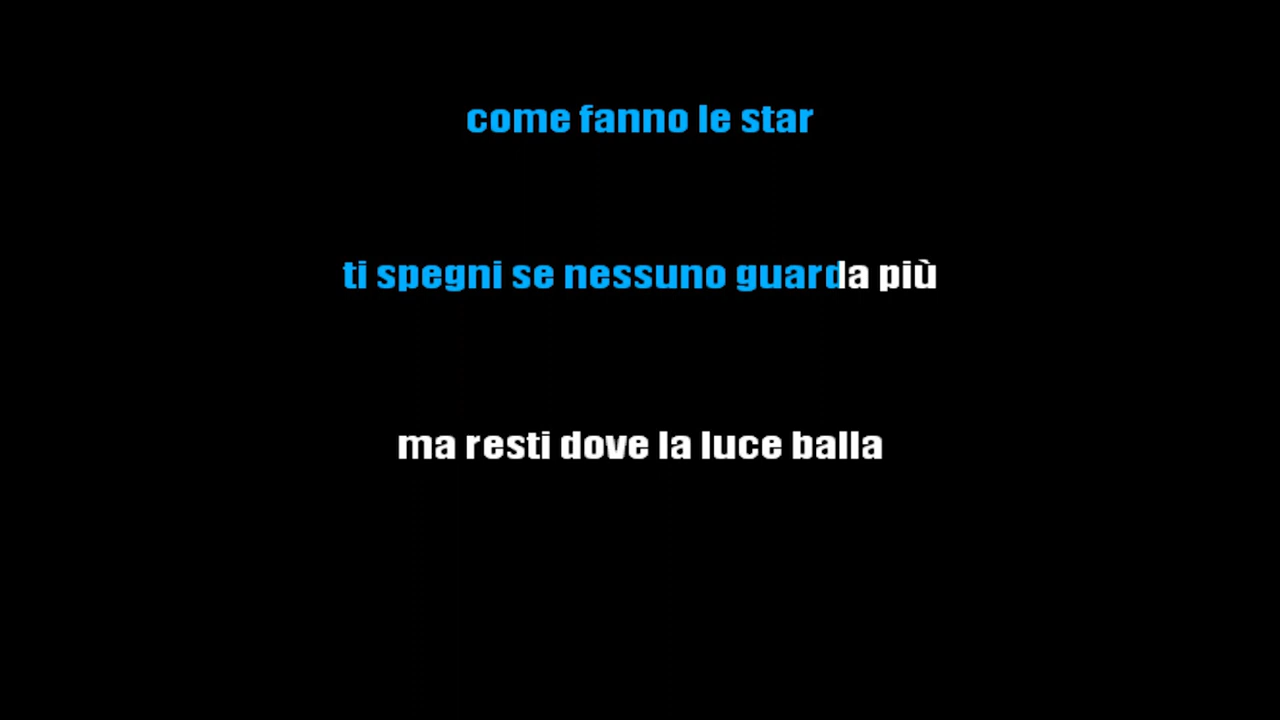 come fanno le star
ti spegni se nessuno guarda più
ma resti dove la luce balla